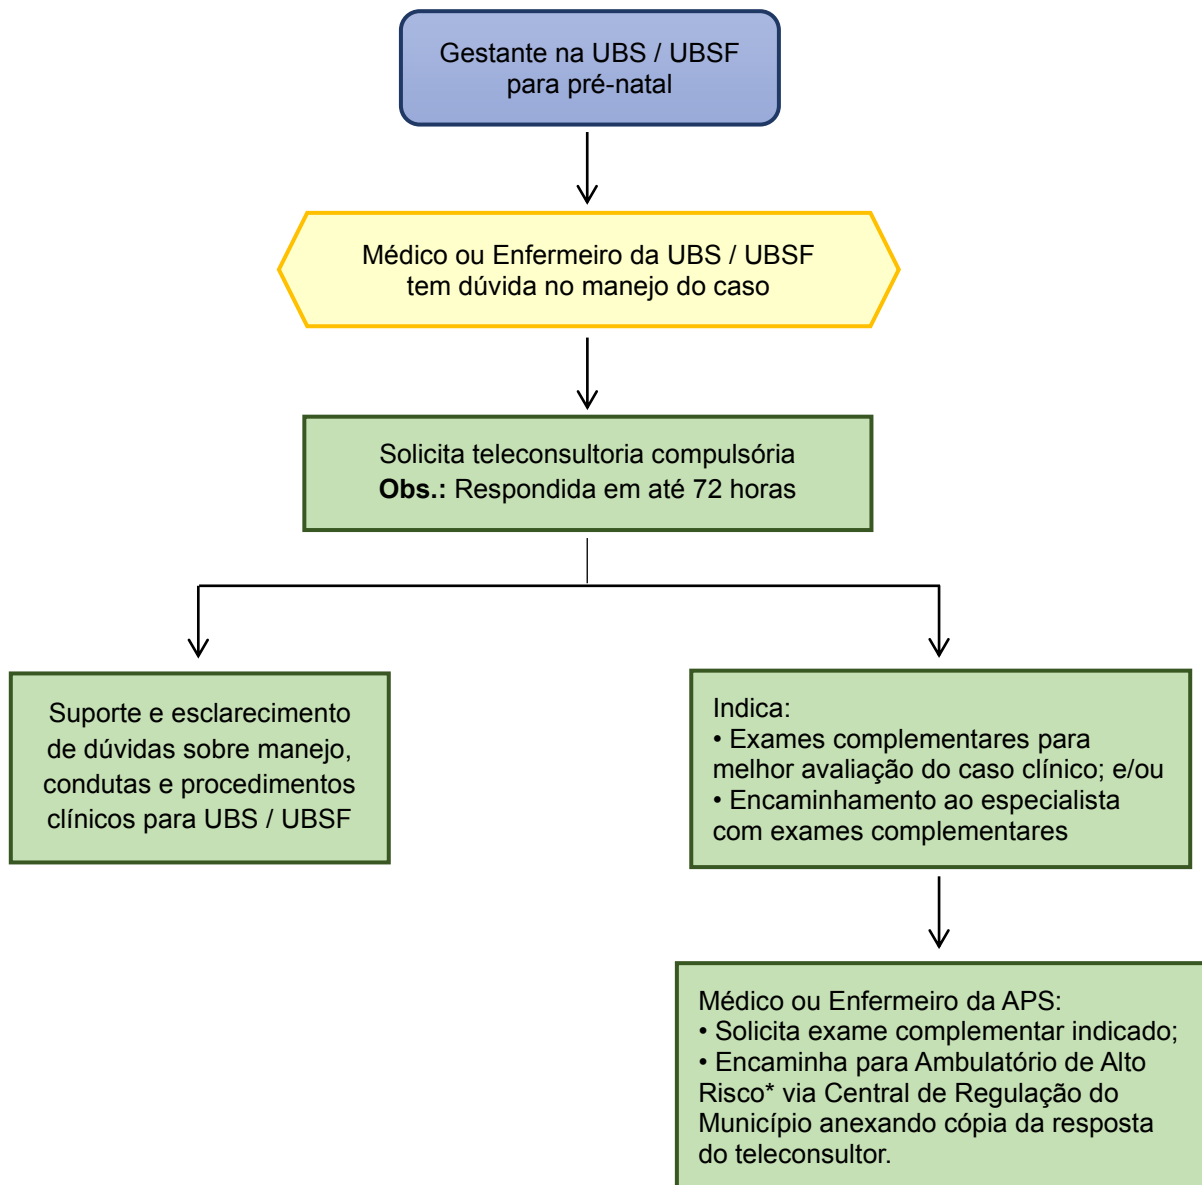 Gestante na UBS / UBSF
para pré-natal
Médico ou Enfermeiro da UBS / UBSF
tem dúvida no manejo do caso
Solicita teleconsultoria compulsória
Obs.: Respondida em até 72 horas
Suporte e esclarecimento
de dúvidas sobre manejo,
condutas e procedimentos
clínicos para UBS / UBSF
Indica:
• Exames complementares para
melhor avaliação do caso clínico; e/ou
• Encaminhamento ao especialista
com exames complementares
Médico ou Enfermeiro da APS:
• Solicita exame complementar indicado;
• Encaminha para Ambulatório de Alto
Risco* via Central de Regulação do
Município anexando cópia da resposta
do teleconsultor.